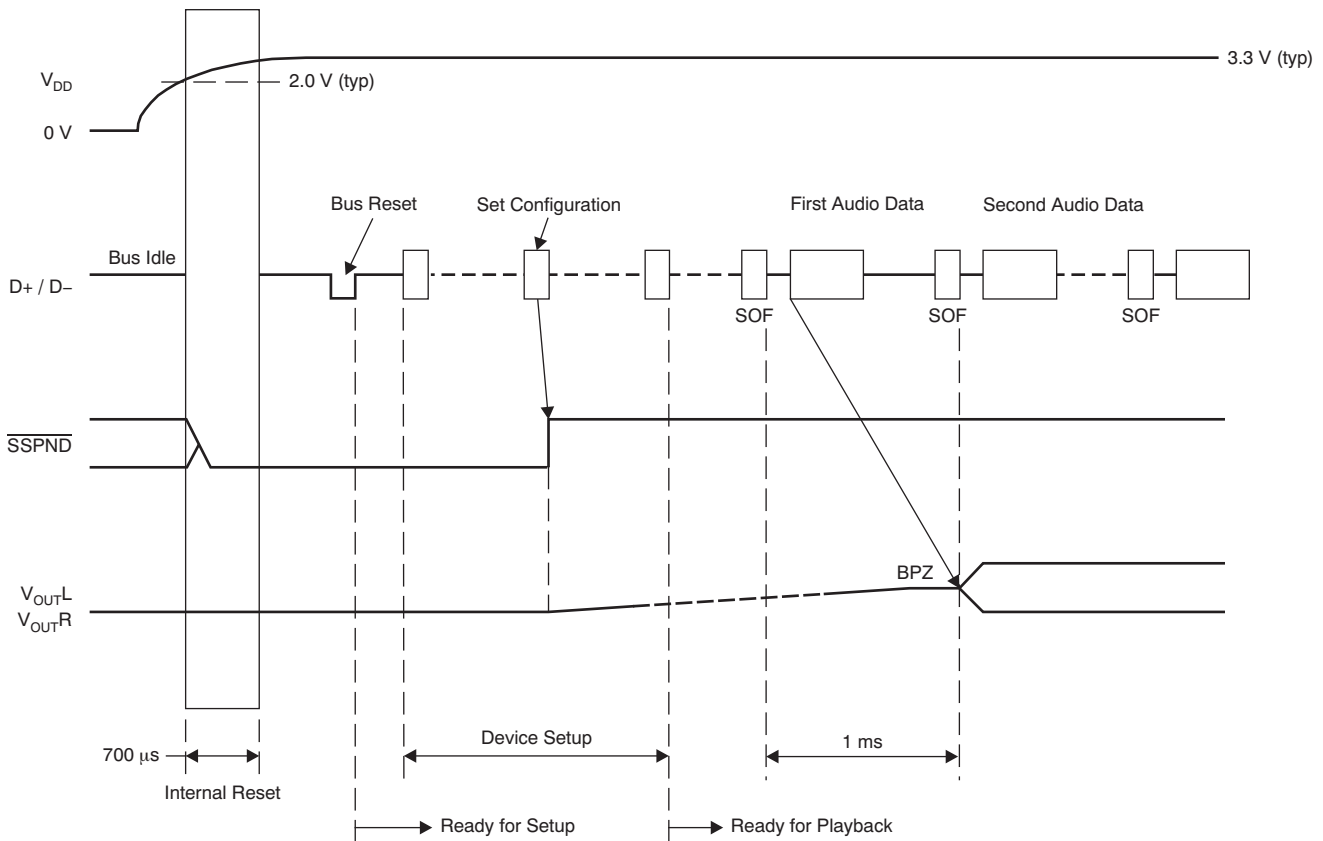 3.3 V (typ)
V_DD
2.0 V (typ)
0 V
Bus Reset
Set Configuration
First Audio Data
Second Audio Data
Bus Idle
D+ / D–
SOF
SOF
SOF
SSPND
BPZ
V_OUTL
V_OUTR
Device Setup
1 ms
700 μs
Internal Reset
Ready for Setup
Ready for Playback